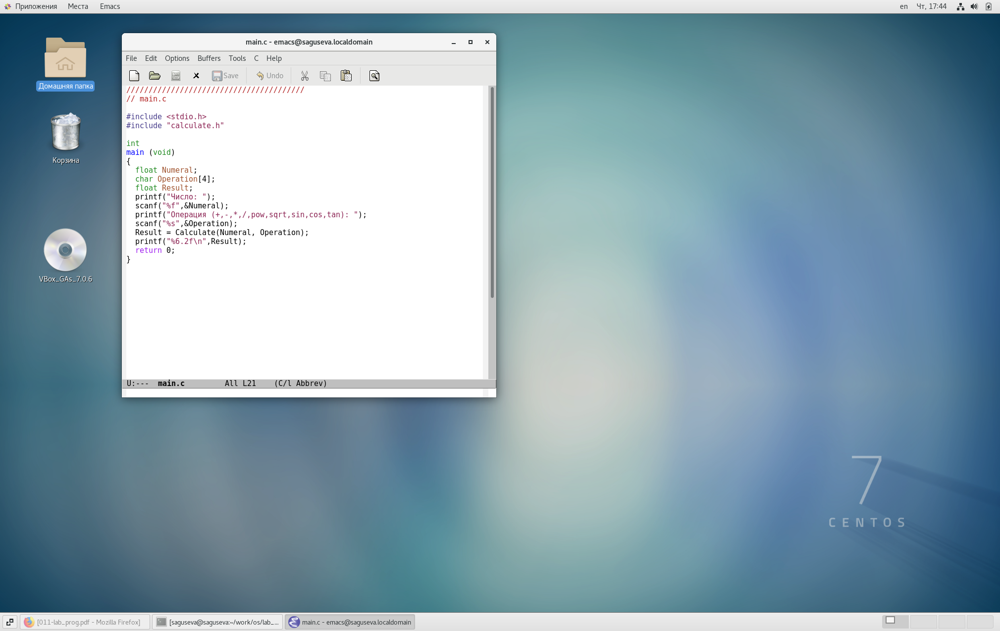 Приложения Места Emacs en Чт, 17:44
Домашняя папка
Корзина
VBox_GAs_7.0.6
main.c - emacs@saguseva.localdomain
File Edit Options Buffers Tools C Help
Save Undo
////////////////////////////////////////
// main.c
#include <stdio.h>
#include "calculate.h"
int
main (void)
{
float Numeral;
char Operation[4];
float Result;
printf("Число: ");
scanf("%f",&Numeral);
printf("Операция (+,-,*,/,pow,sqrt,sin,cos,tan): ");
scanf("%s",&Operation);
Result = Calculate(Numeral, Operation);
printf("%6.2f\n",Result);
return 0;
}
U:--- main.c All L21 (C/l Abbrev)
7
CENTOS
[011-lab_prog.pdf - Mozilla Firefox] [saguseva@saguseva:~/work/os/lab_... main.c - emacs@saguseva.localdomain